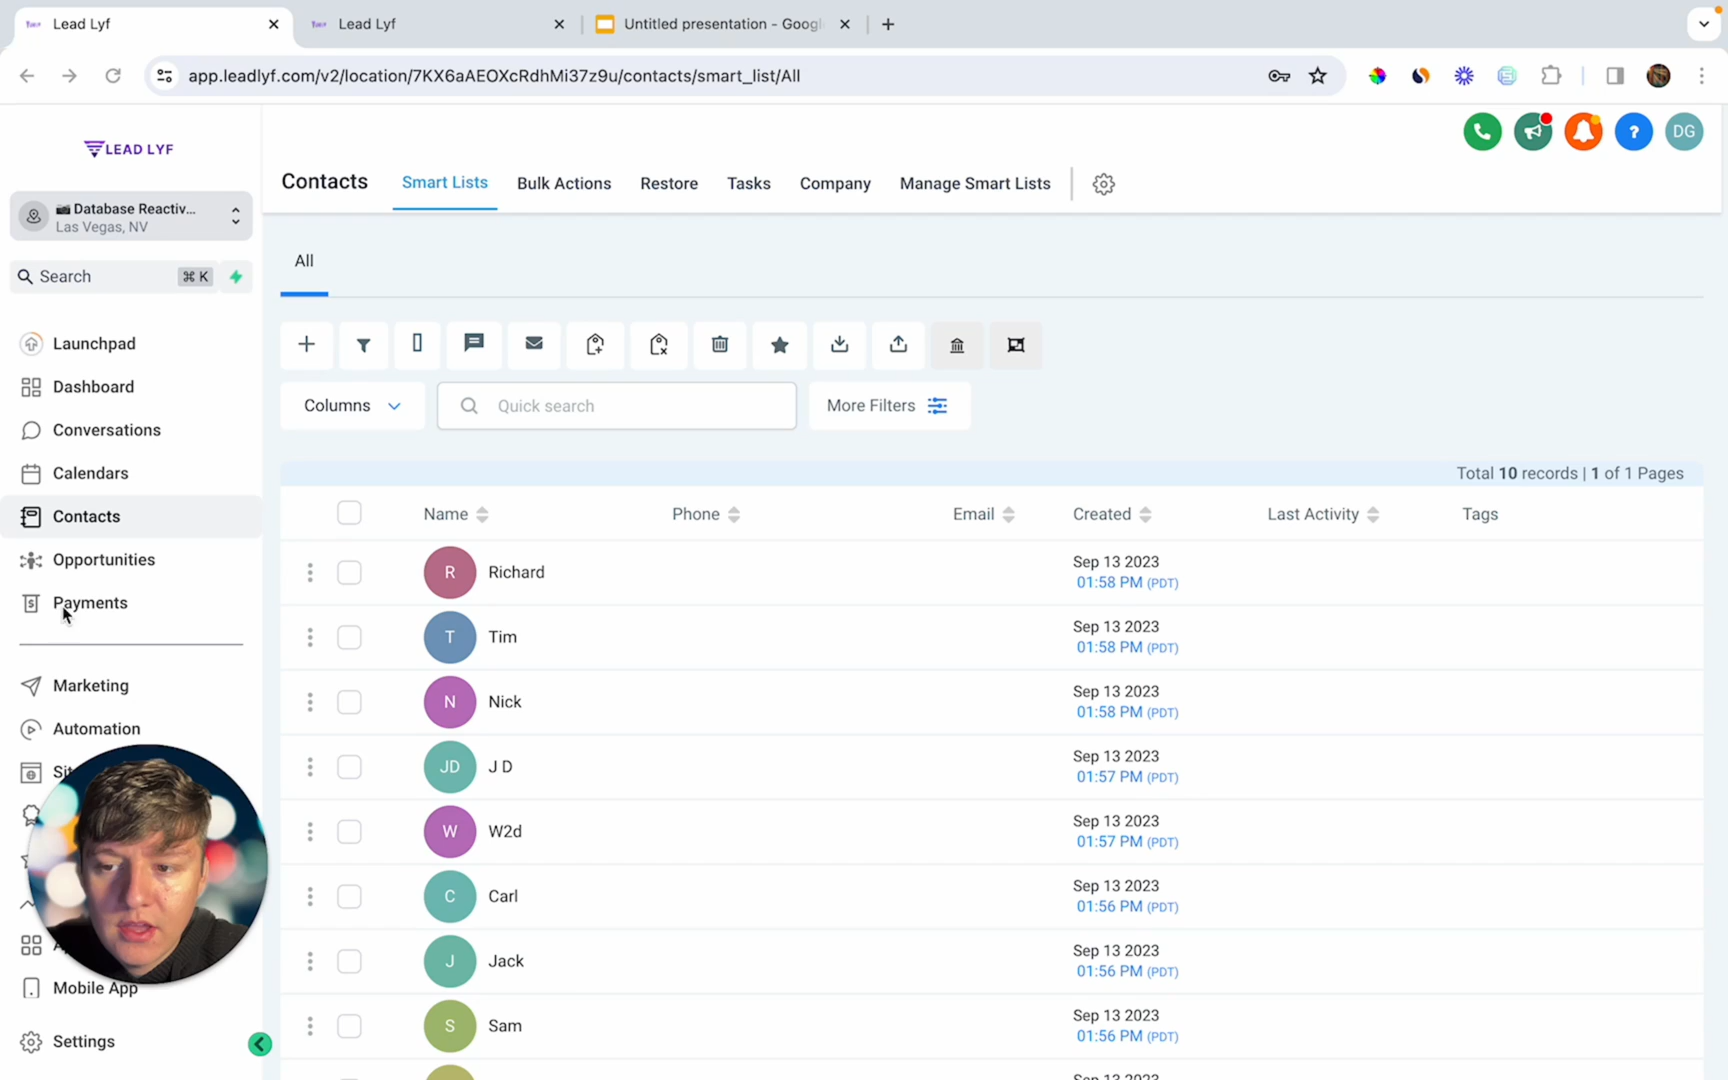 Lead Lyf
Lead Lyf
Untitled presentation - Goog
app.leadlyf.com/v2/location/7KX6aAEOXcRdhMi37z9u/contacts/smart_list/All
LEAD LYF
Database Reactiv...
Las Vegas, NV
Search
⌘ K
Launchpad
Dashboard
Conversations
Calendars
Contacts
Opportunities
Payments
Marketing
Automation
Mobile App
Settings
?
DG
Contacts
Smart Lists
Bulk Actions
Restore
Tasks
Company
Manage Smart Lists
All
Columns
Quick search
More Filters
Total 10 records | 1 of 1 Pages
Name
Phone
Email
Created
Last Activity
Tags
R
Richard
Sep 13 2023
01:58 PM (PDT)
T
Tim
Sep 13 2023
01:58 PM (PDT)
N
Nick
Sep 13 2023
01:58 PM (PDT)
JD
J D
Sep 13 2023
01:57 PM (PDT)
W
W2d
Sep 13 2023
01:57 PM (PDT)
C
Carl
Sep 13 2023
01:56 PM (PDT)
J
Jack
Sep 13 2023
01:56 PM (PDT)
S
Sam
Sep 13 2023
01:56 PM (PDT)